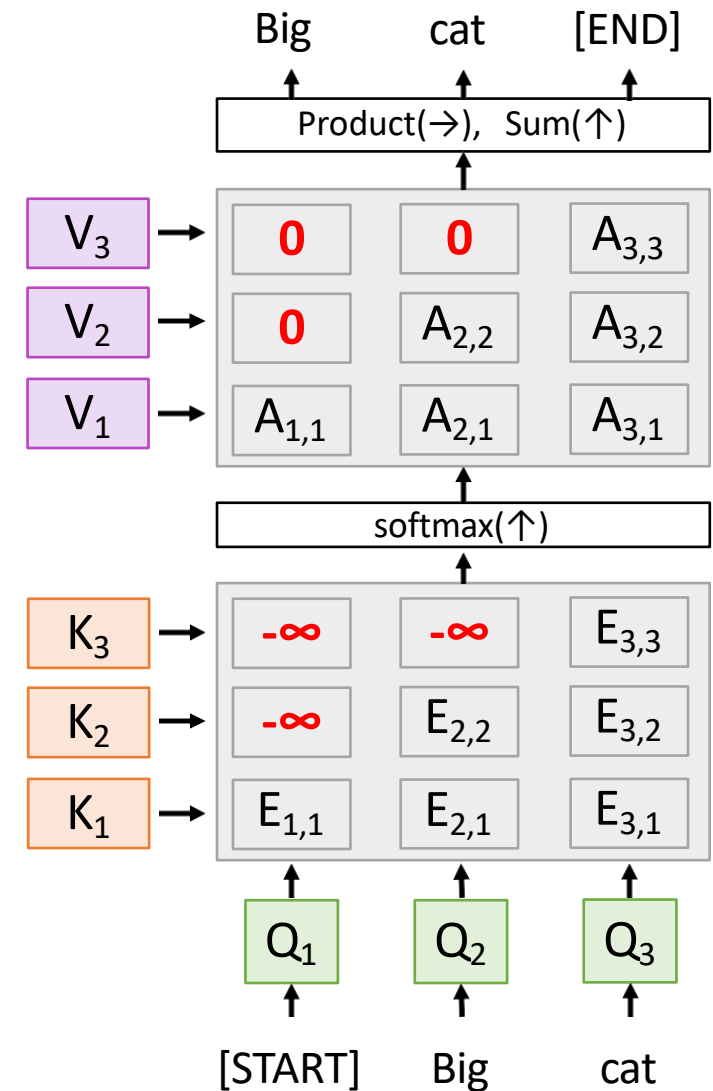 Big cat [END]
Product(→), Sum(↑)
V₃ 0 0 A₃,₃
V₂ 0 A₂,₂ A₃,₂
V₁ A₁,₁ A₂,₁ A₃,₁
softmax(↑)
K₃ -∞ -∞ E₃,₃
K₂ -∞ E₂,₂ E₃,₂
K₁ E₁,₁ E₂,₁ E₃,₁
Q₁ Q₂ Q₃
[START] Big cat